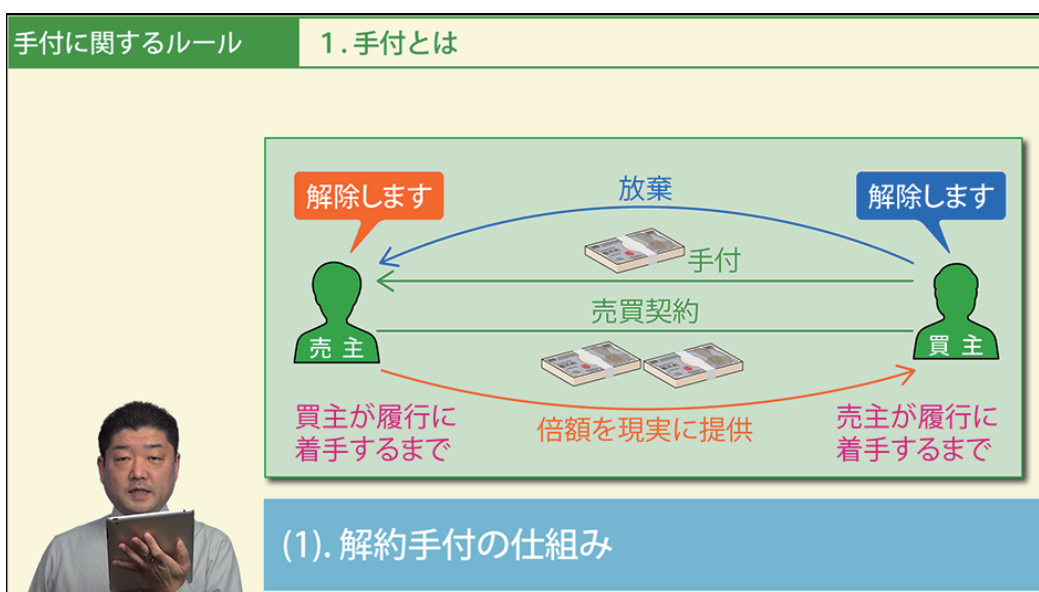 手付に関するルール
1.手付とは
解除します
放棄
解除します
手付
売買契約
売主
買主
買主が履行に
着手するまで
倍額を現実に提供
売主が履行に
着手するまで
(1).解約手付の仕組み